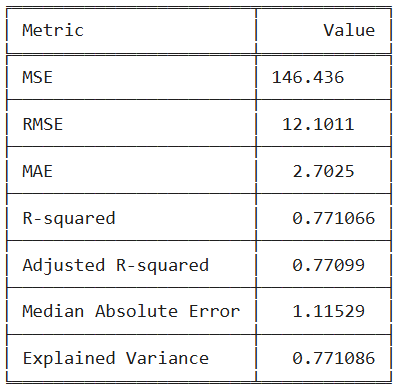 Metric Value
MSE 146.436
RMSE 12.1011
MAE 2.7025
R-squared 0.771066
Adjusted R-squared 0.77099
Median Absolute Error 1.11529
Explained Variance 0.771086